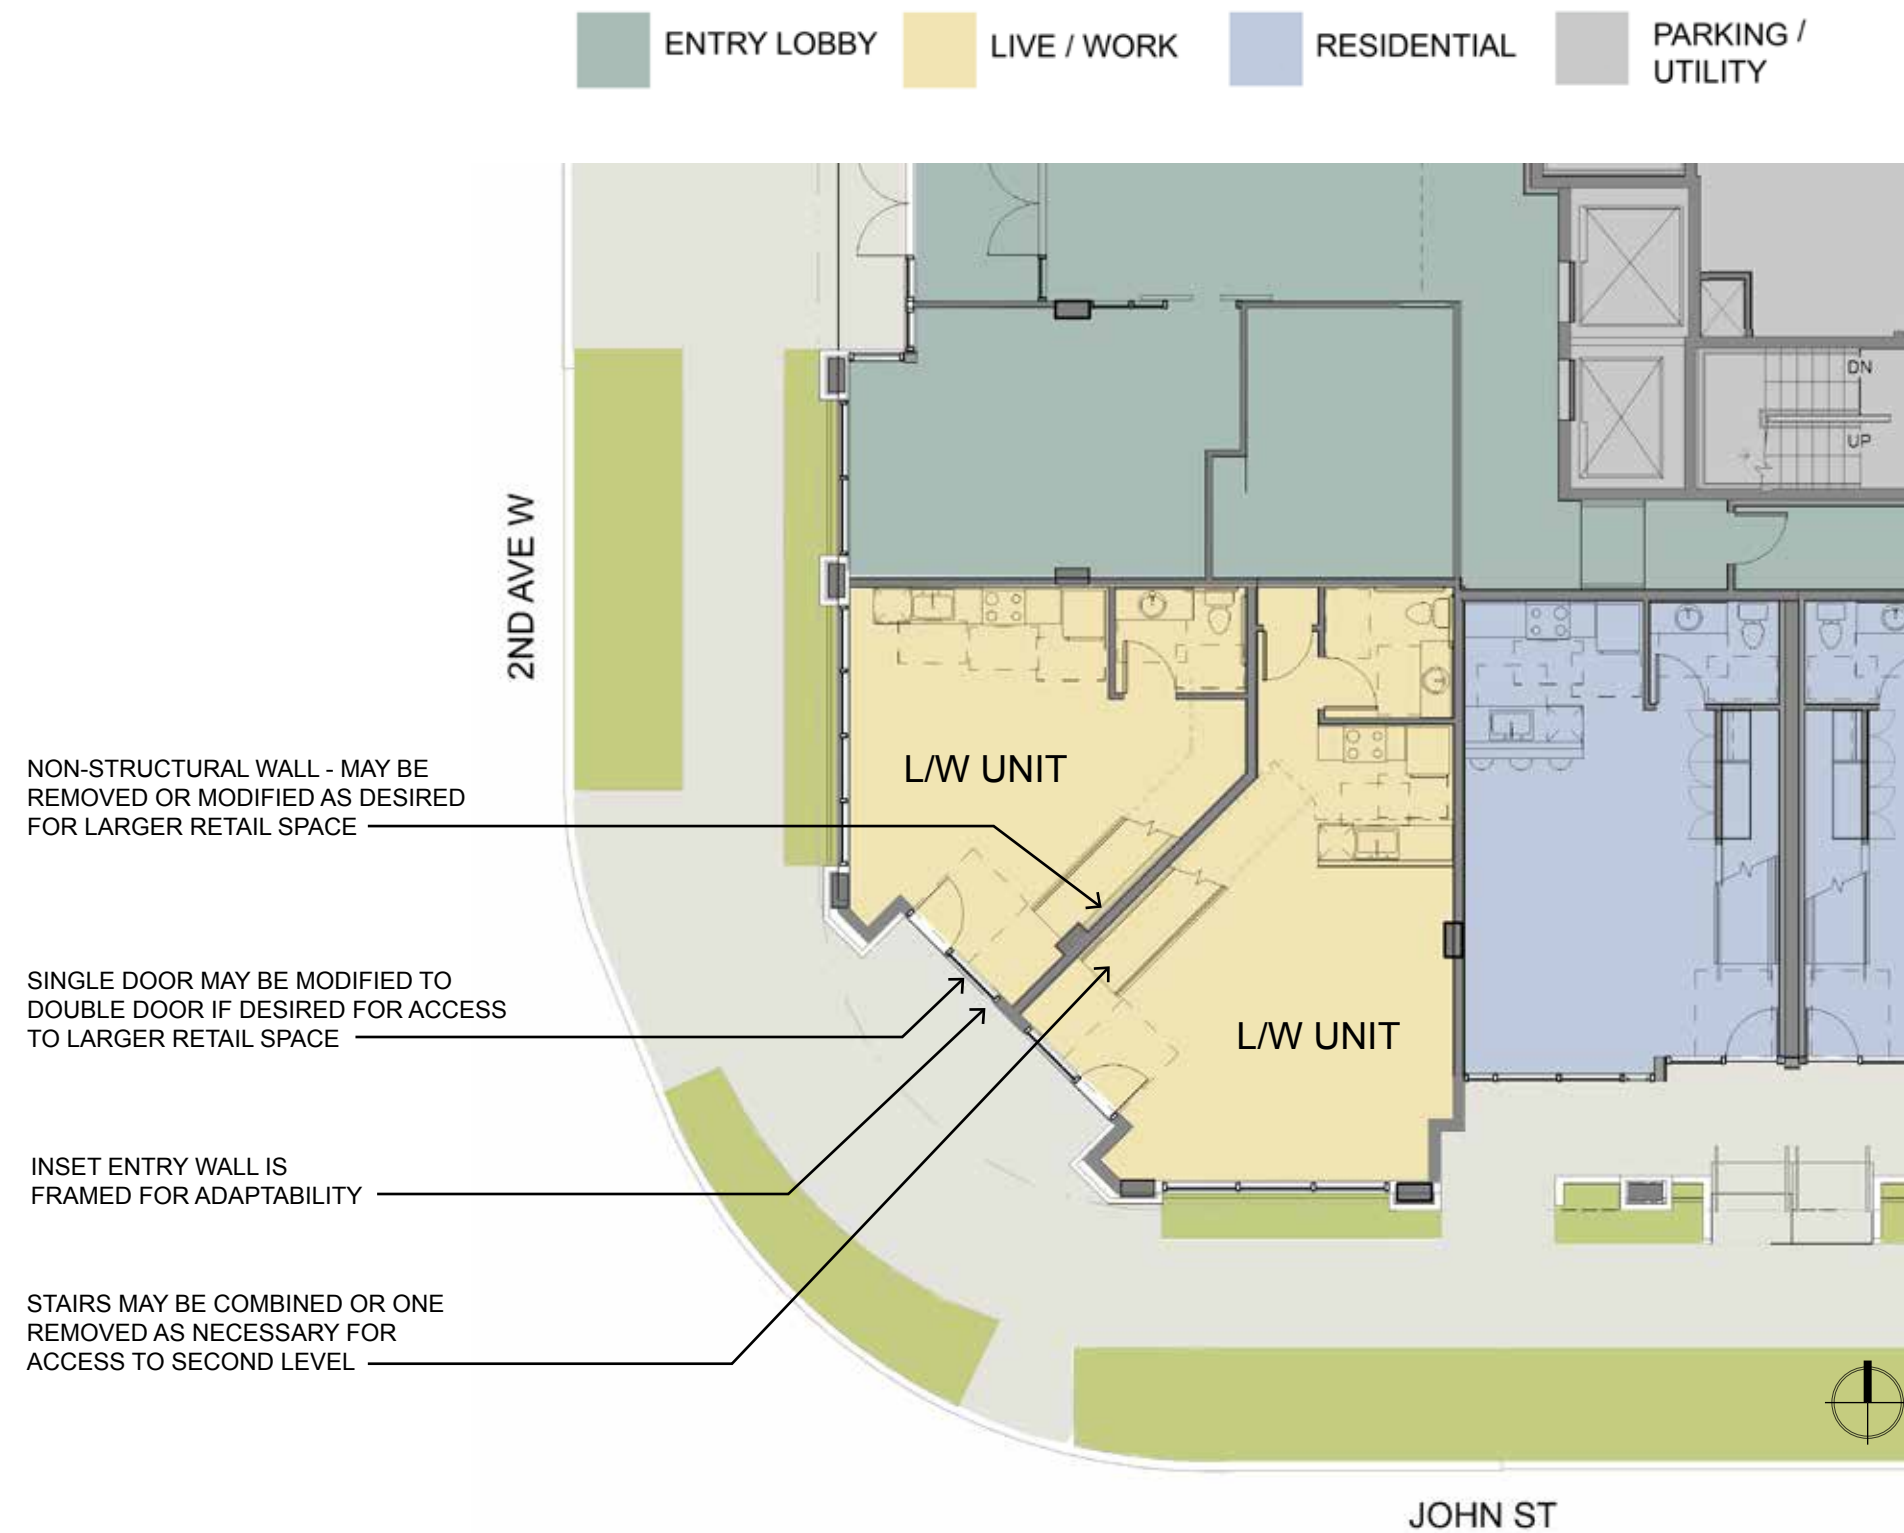 ENTRY LOBBY
LIVE / WORK
RESIDENTIAL
PARKING /
UTILITY
DN
UP
2ND AVE W
L/W UNIT
NON-STRUCTURAL WALL - MAY BE
REMOVED OR MODIFIED AS DESIRED
FOR LARGER RETAIL SPACE
SINGLE DOOR MAY BE MODIFIED TO
DOUBLE DOOR IF DESIRED FOR ACCESS
TO LARGER RETAIL SPACE
L/W UNIT
INSET ENTRY WALL IS
FRAMED FOR ADAPTABILITY
STAIRS MAY BE COMBINED OR ONE
REMOVED AS NECESSARY FOR
ACCESS TO SECOND LEVEL
JOHN ST